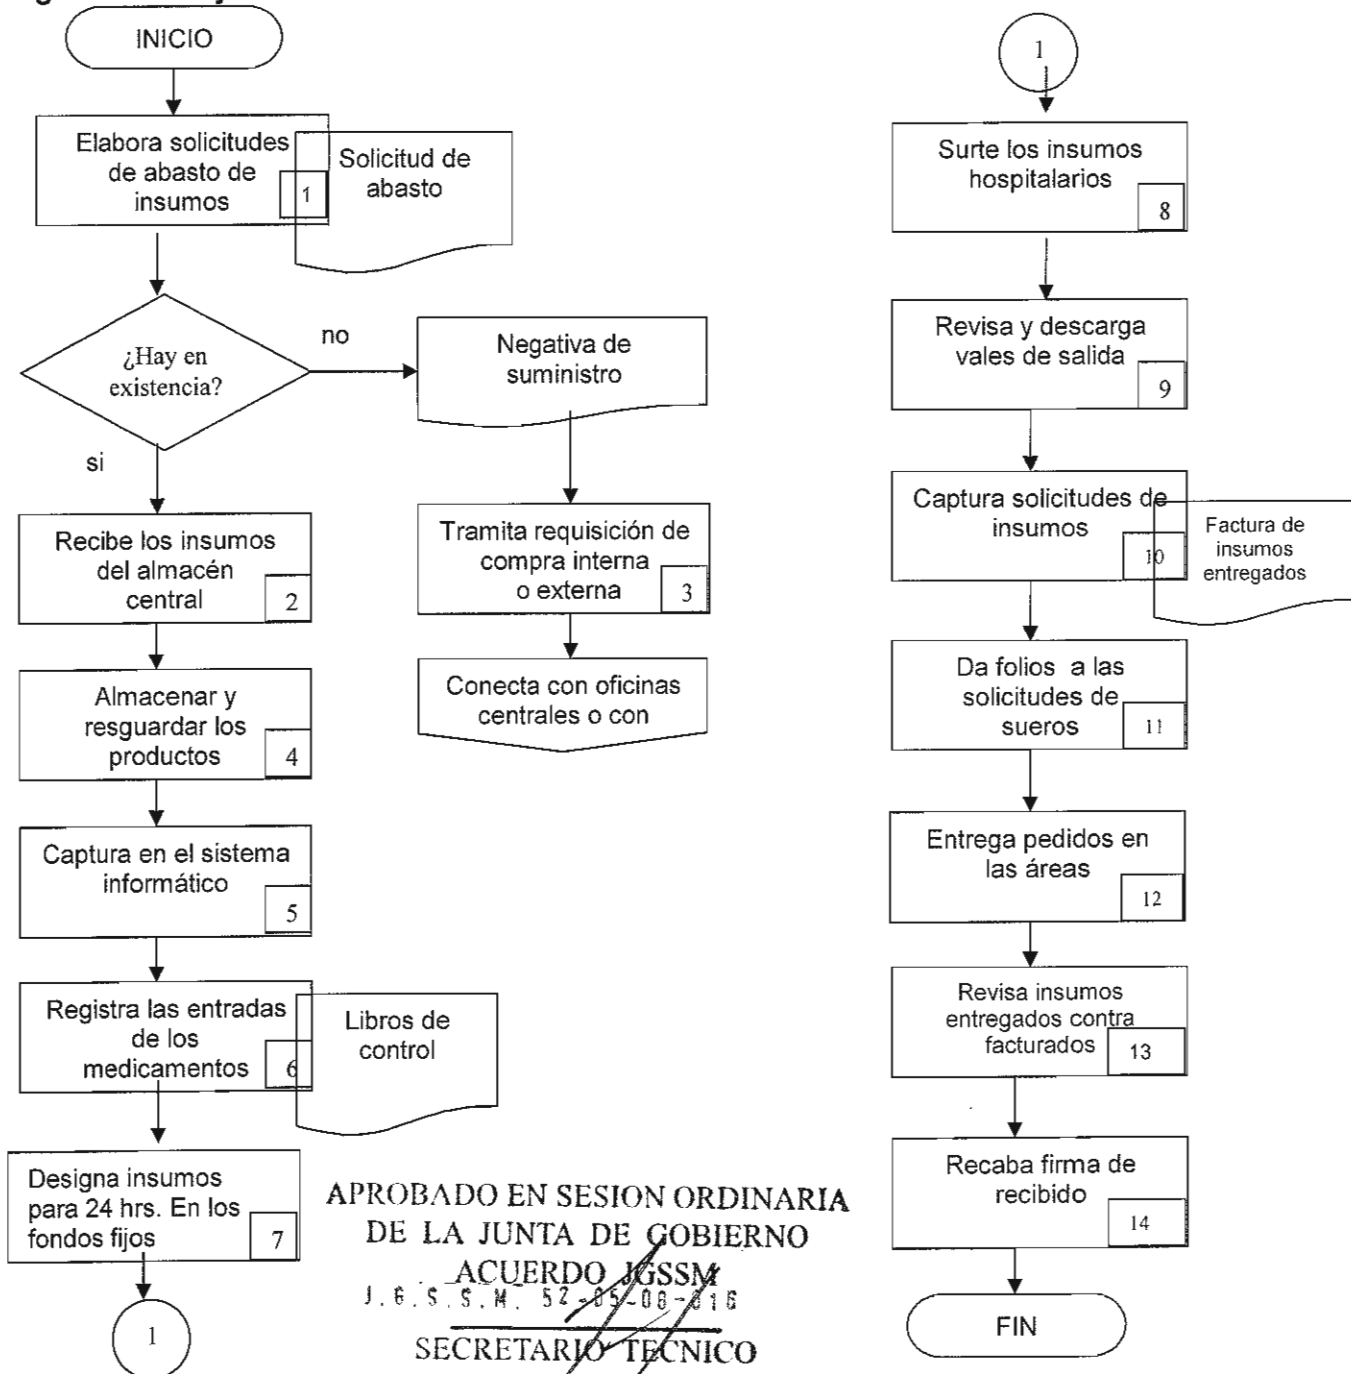 INICIO
Elabora solicitudes
de abasto de
insumos
1
Solicitud de
abasto
¿Hay en
existencia?
no
si
Negativa de
suministro
Recibe los insumos
del almacén
central
2
Tramita requisición de
compra interna
o externa
3
Conecta con oficinas
centrales o con
Almacenar y
resguardar los
productos
4
Captura en el sistema
informático
5
Registra las entradas
de los
medicamentos
6
Libros de
control
Designa insumos
para 24 hrs. En los
fondos fijos
7
1
1
Surte los insumos
hospitalarios
8
Revisa y descarga
vales de salida
9
Captura solicitudes de
insumos
10
Factura de
insumos
entregados
Da folios a las
solicitudes de
sueros
11
Entrega pedidos en
las áreas
12
Revisa insumos
entregados contra
facturados
13
Recaba firma de
recibido
14
FIN
APROBADO EN SESION ORDINARIA
DE LA JUNTA DE GOBIERNO
ACUERDO JGSSM
J.G.S.S.M. 52-05-08-016
SECRETARIO TECNICO